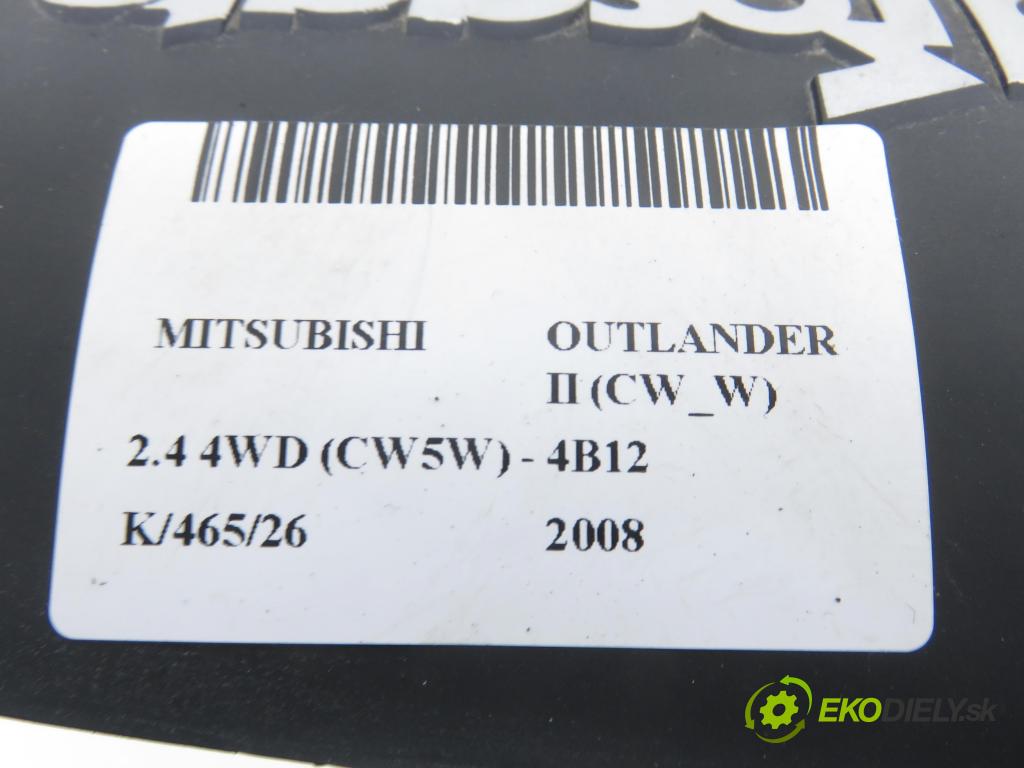 MITSUBISHI OUTLANDER
II (CW_W)
2.4 4WD (CW5W) - 4B12
K/465/26 2008
EKODIELY.sk